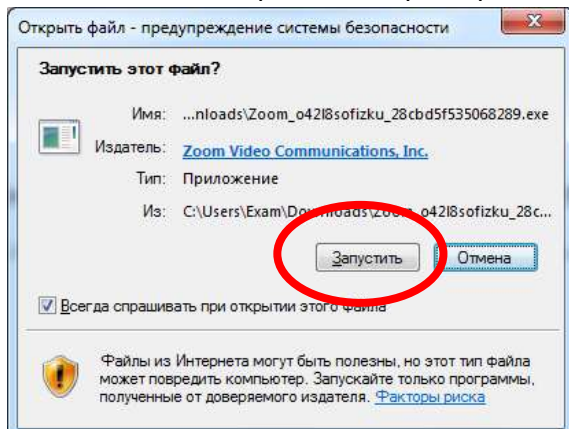 Открыть файл - предупреждение системы безопасности
Запустить этот файл?
Имя: ...nloads\Zoom_o42l8sofizku_28cbd5f535068289.exe
Издатель: Zoom Video Communications, Inc.
Тип: Приложение
Из: C:\Users\Exam\Downloads\Zoom_o42l8sofizku_28c...
Запустить Отмена
Всегда спрашивать при открытии этого файла
Файлы из Интернета могут быть полезны, но этот тип файла
может повредить компьютер. Запускайте только программы,
полученные от доверяемого издателя. Факторы риска